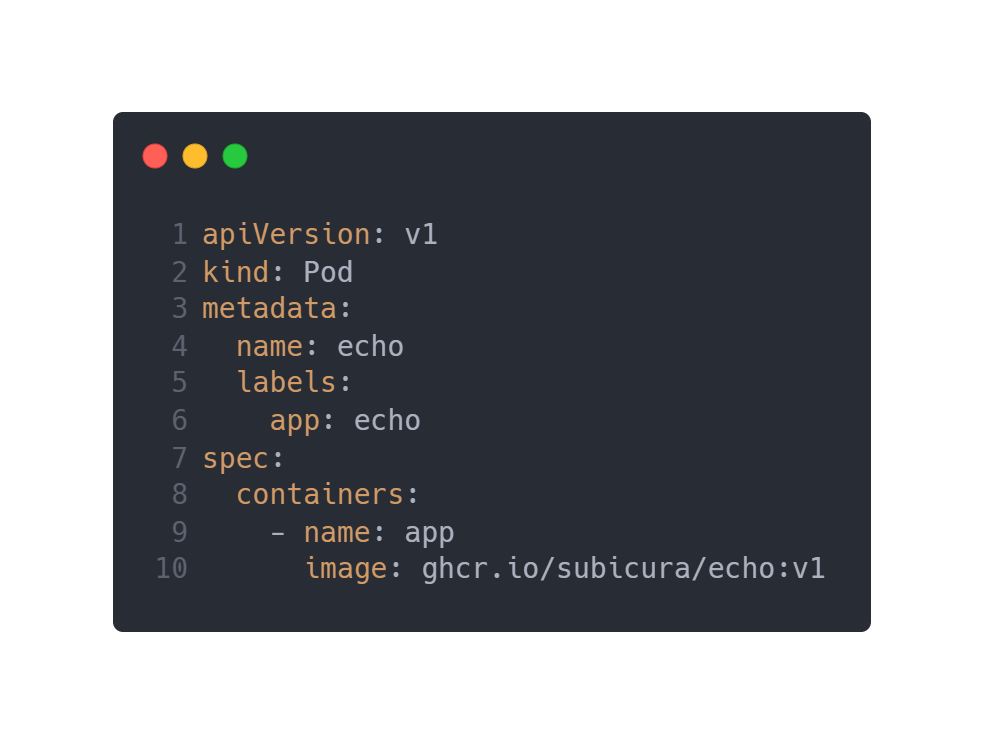 1 apiVersion: v1
2 kind: Pod
3 metadata:
4   name: echo
5   labels:
6     app: echo
7 spec:
8   containers:
9     - name: app
10       image: ghcr.io/subicura/echo:v1